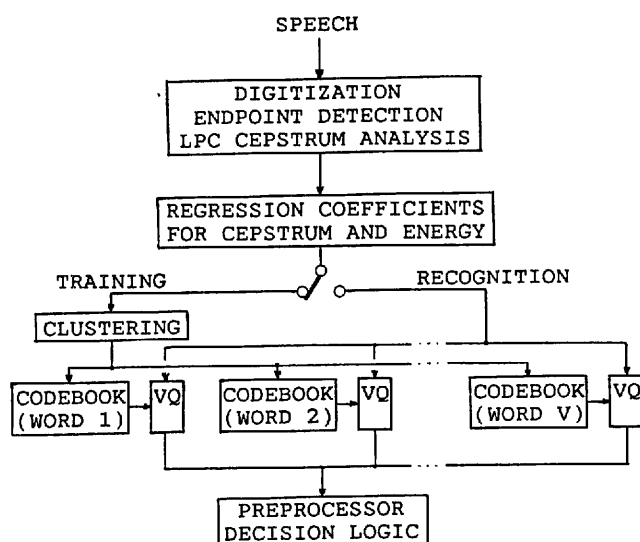 SPEECH
DIGITIZATION
ENDPOINT DETECTION
LPC CEPSTRUM ANALYSIS
REGRESSION COEFFICIENTS
FOR CEPSTRUM AND ENERGY
TRAINING
RECOGNITION
CLUSTERING
CODEBOOK
(WORD 1)
VQ
CODEBOOK
(WORD 2)
VQ
CODEBOOK
(WORD V)
VQ
PREPROCESSOR
DECISION LOGIC